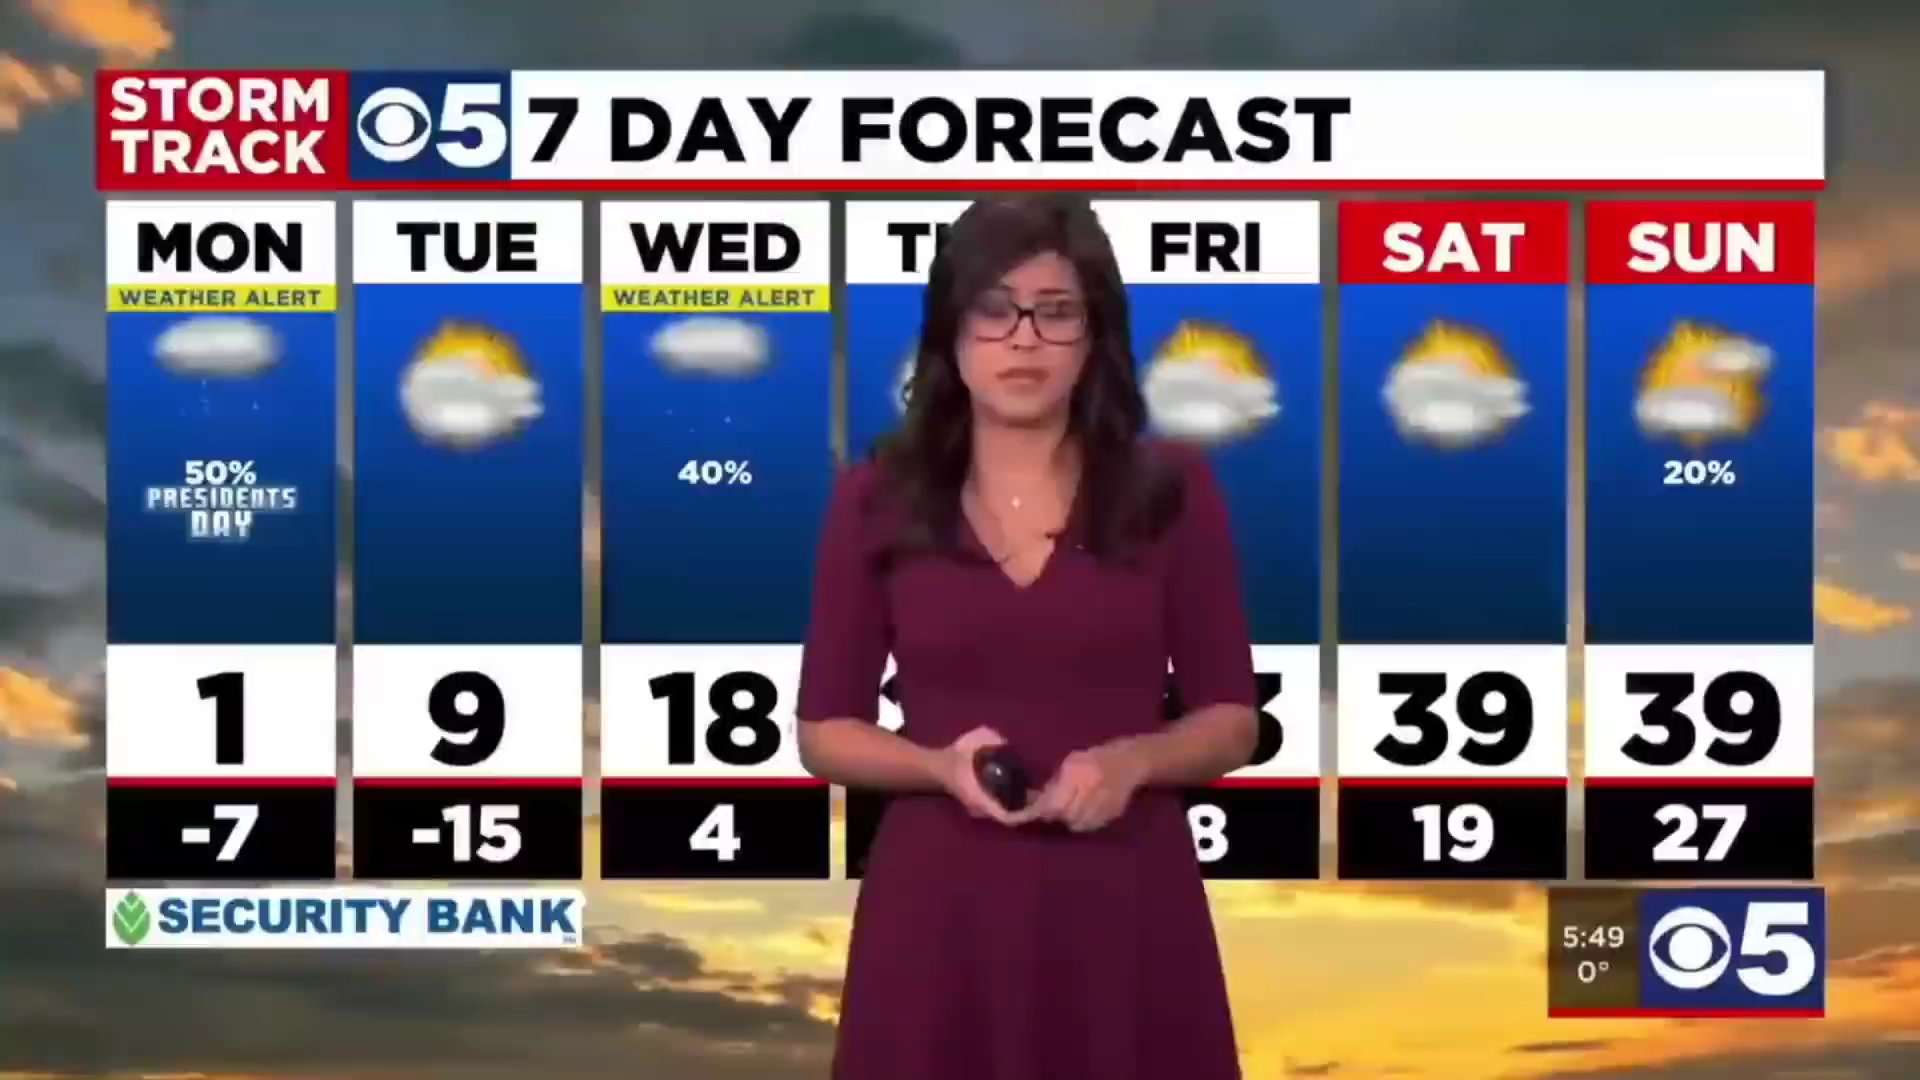 STORM
TRACK
5
7 DAY FORECAST
MON
TUE
WED
FRI
SAT
SUN
WEATHER ALERT
WEATHER ALERT
50%
40%
20%
PRESIDENTS
DAY
1
9
18
39
39
-7
-15
4
19
27
SECURITY BANK
5:49
0°
5